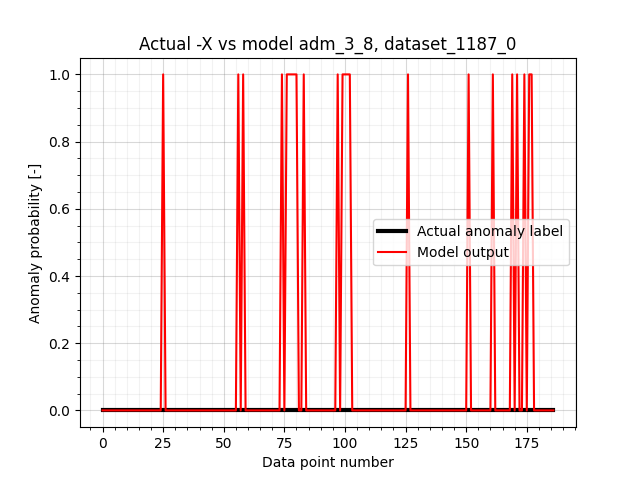 Actual -X vs model adm_3_8, dataset_1187_0
Anomaly probability [-]
1.0
0.8
0.6
0.4
0.2
0.0
Actual anomaly label
Model output
0 25 50 75 100 125 150 175
Data point number